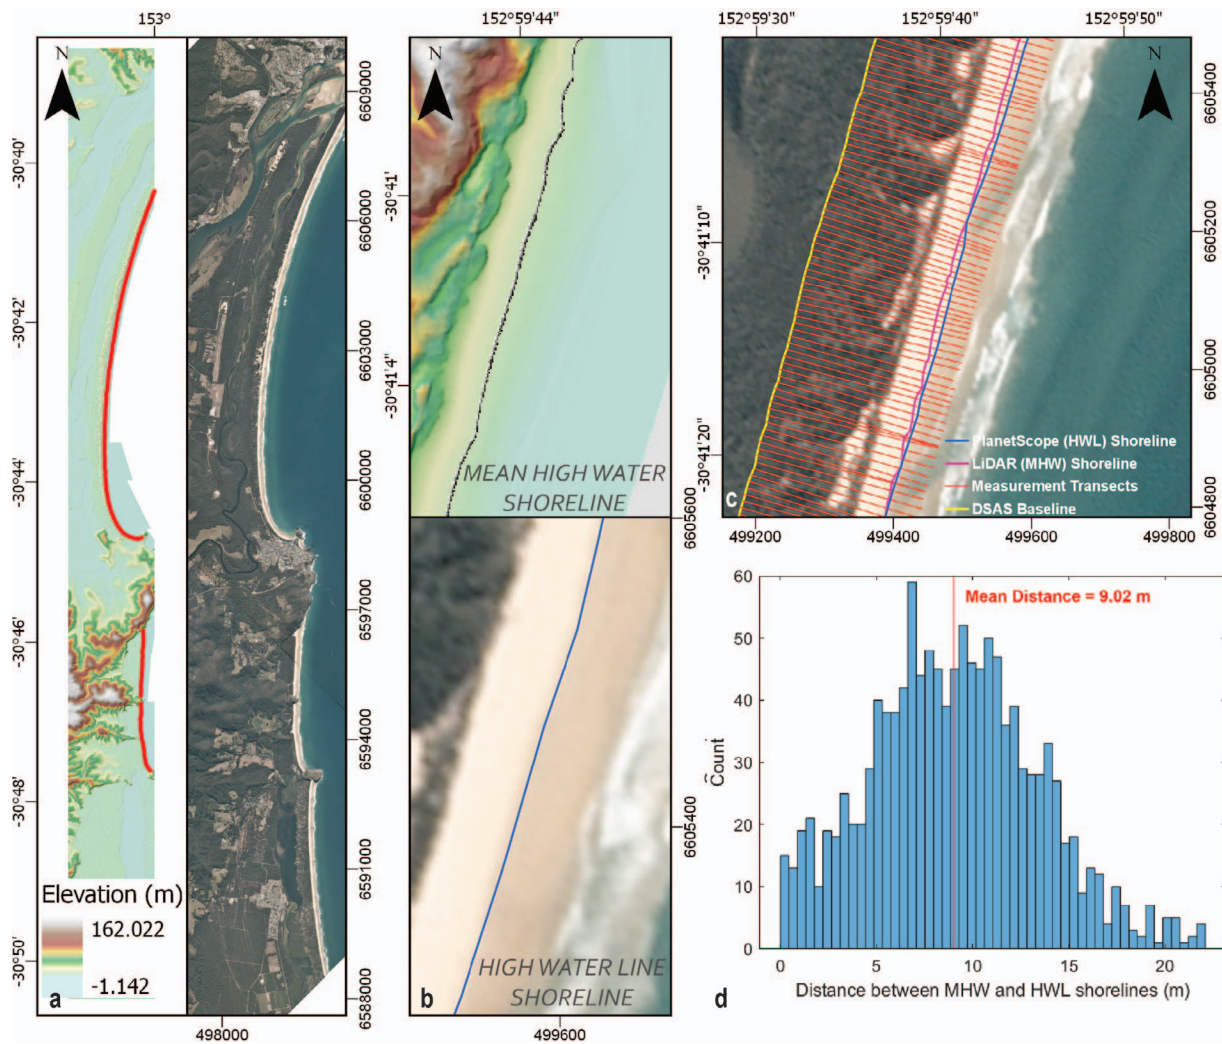 153°
N
-30°40'
-30°42'
-30°44'
-30°46'
-30°48'
-30°50'
Elevation (m)
162.022
-1.142
a
6609000
6606000
6603000
6600000
6597000
6594000
6591000
6588000
498000
152°59'44"
N
-30°41'
-30°41'4"
MEAN HIGH WATER
SHORELINE
6605600
6605400
HIGH WATER LINE
SHORELINE
b
499600
152°59'30"
152°59'40"
152°59'50"
N
-30°41'10"
-30°41'20"
6605400
6605200
6605000
6604800
PlanetScope (HWL) Shoreline
LiDAR (MHW) Shoreline
Measurement Transects
DSAS Baseline
c
499200
499400
499600
499800
60
50
40
30
20
10
0
Count
Mean Distance = 9.02 m
0
5
10
15
20
Distance between MHW and HWL shorelines (m)
d